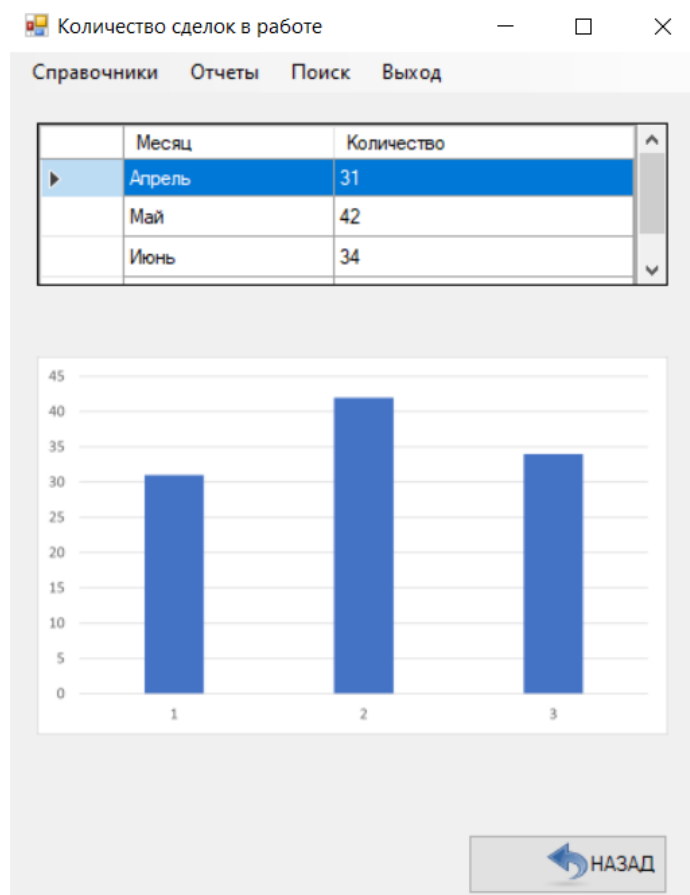 Количество сделок в работе
Справочники Отчеты Поиск Выход
Месяц Количество
Апрель 31
Май 42
Июнь 34
45
40
35
30
25
20
15
10
5
0
1 2 3
НАЗАД